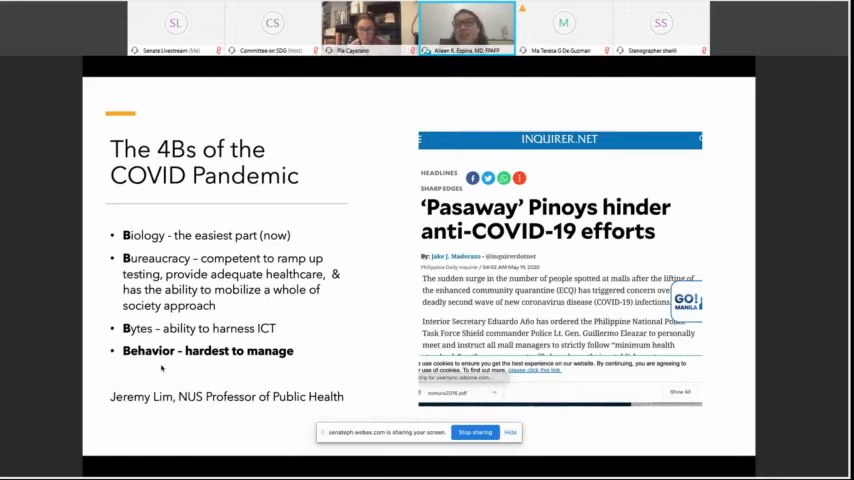 SL
CS
M
SS
Senate Livestream (Me)
Committee on SDG (Host)
Pia Cayetano
Aileen R. Espina, MD, FPAFP
Ma Teresa G De Guzman
Stenographer sherill
The 4Bs of the
COVID Pandemic
• Biology - the easiest part (now)
• Bureaucracy – competent to ramp up
testing, provide adequate healthcare, &
has the ability to mobilize a whole of
society approach
• Bytes – ability to harness ICT
• Behavior – hardest to manage
Jeremy Lim, NUS Professor of Public Health
INQUIRER.NET
HEADLINES
SHARP EDGES
‘Pasaway’ Pinoys hinder
anti-COVID-19 efforts
By: Jake J. Maderazo - @inquirerdotnet
Philippine Daily Inquirer / 04:02 AM May 19, 2020
The sudden surge in the number of people spotted at malls after the lifting of
the enhanced community quarantine (ECQ) has triggered concern over
deadly second wave of new coronavirus disease (COVID-19) infections.
GO!
MANILA
Interior Secretary Eduardo Año has ordered the Philippine National Police
Task Force Shield commander Police Lt. Gen. Guillermo Eleazar to personally
meet and instruct all mall managers to strictly follow “minimum health
use cookies to ensure you get the best experience on our website. By continuing, you are agreeing to
r use of cookies. To find out more, please click this link.
ng for usersync.adzone.com...
nomura2016.pdf
Show All
senateph.webex.com is sharing your screen.
Stop sharing
Hide